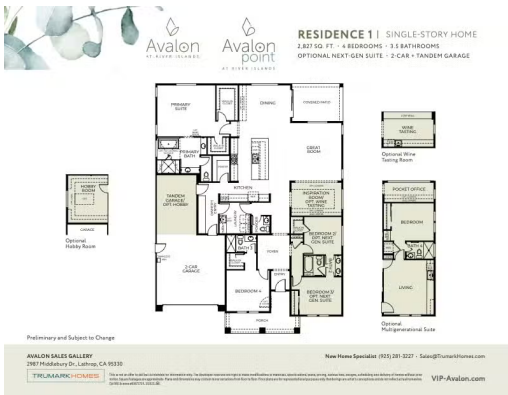 Avalon
AT RIVER ISLANDS
Avalon
point
AT RIVER ISLANDS
RESIDENCE 1 | SINGLE-STORY HOME
2,827 SQ. FT. • 4 BEDROOMS • 3.5 BATHROOMS
OPTIONAL NEXT-GEN SUITE • 2-CAR + TANDEM GARAGE
PRIMARY
SUITE
DINING
COVERED PATIO
GREAT
ROOM
PRIMARY
BATH
KITCHEN
TANDEM
GARAGE/
OPT. HOBBY
INSPIRATION
ROOM/
OPT. WINE
TASTING
LAUNDRY
BEDROOM 2/
OPT. NEXT
GEN. SUITE
BATH 2
FOYER
2-CAR
GARAGE
BEDROOM 4
BEDROOM 3/
OPT. NEXT
GEN. SUITE
PORCH
HOBBY
ROOM
GARAGE
Optional
Hobby Room
WINE
TASTING
Optional Wine
Tasting Room
POCKET OFFICE
BEDROOM
BATH
LIVING
Optional
Multigenerational Suite
Preliminary and Subject to Change
AVALON SALES GALLERY
2987 Middlebury Dr., Lathrop, CA 95330
New Home Specialist (925) 281-3227 • Sales@TrumarkHomes.com
TRUMARKHOMES
VIP-Avalon.com